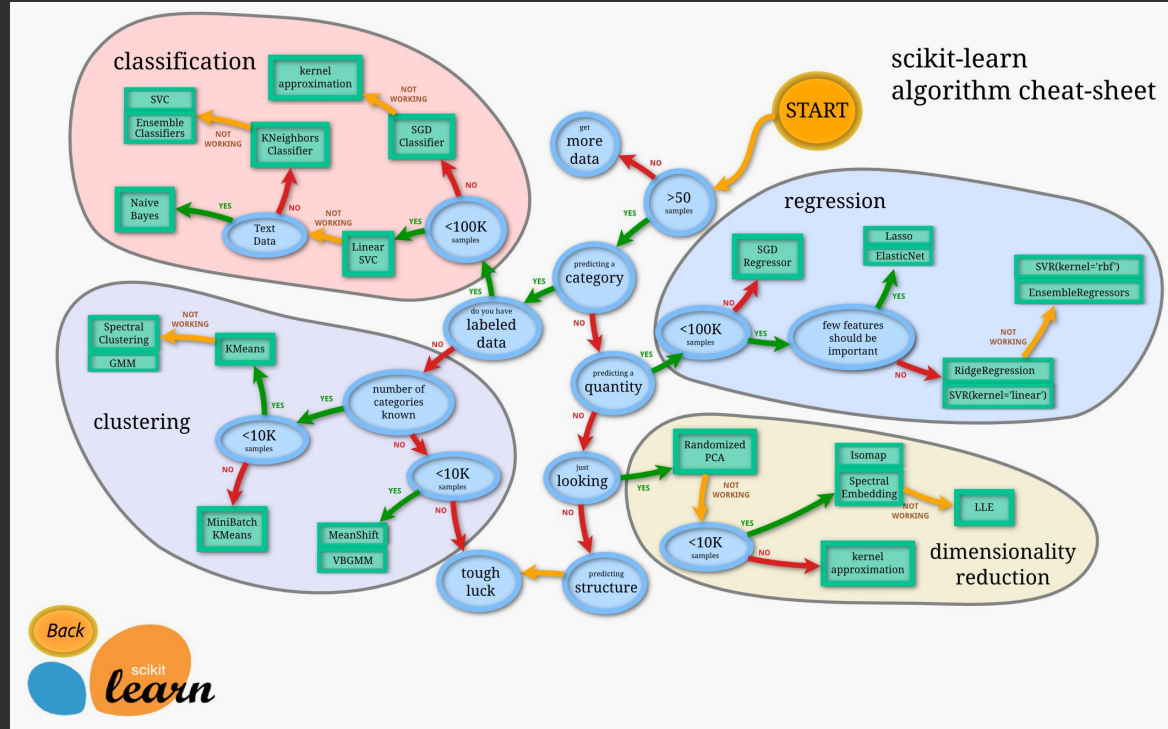 scikit-learn
algorithm cheat-sheet
START
get
more
data
NO
>50
samples
YES
predicting a
category
YES
NO
do you have
labeled
data
YES
NO
predicting a
quantity
YES
NO
just
looking
YES
NO
predicting
structure
tough
luck
classification
kernel
approximation
NOT
WORKING
SGD
Classifier
NO
<100K
samples
YES
Linear
SVC
NOT
WORKING
Text
Data
YES
Naive
Bayes
NO
KNeighbors
Classifier
NOT
WORKING
SVC
Ensemble
Classifiers
regression
<100K
samples
NO
SGD
Regressor
YES
few features
should be
important
YES
Lasso
ElasticNet
NO
RidgeRegression
SVR(kernel='linear')
NOT
WORKING
SVR(kernel='rbf')
EnsembleRegressors
clustering
number of
categories
known
YES
<10K
samples
YES
KMeans
NOT
WORKING
Spectral
Clustering
GMM
NO
MiniBatch
KMeans
NO
<10K
samples
YES
MeanShift
VBGMM
NO
dimensionality
reduction
Randomized
PCA
NOT
WORKING
<10K
samples
YES
Isomap
Spectral
Embedding
NOT
WORKING
LLE
NO
kernel
approximation
Back
scikit
learn